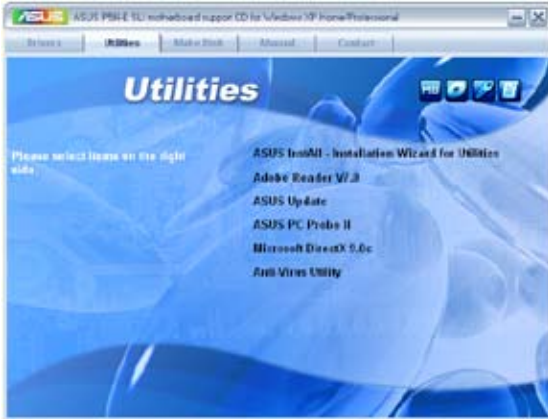 ASUS P5N-E SLI motherboard support CD for Windows XP Home/Professional
Drivers Utilities Make Disk Manual Contact
Utilities
Please select items on the right
side
ASUS InstAll - Installation Wizard for Utilities
Adobe Reader V7.0
ASUS Update
ASUS PC Probe II
Microsoft DirectX 9.0c
Anti-Virus Utility